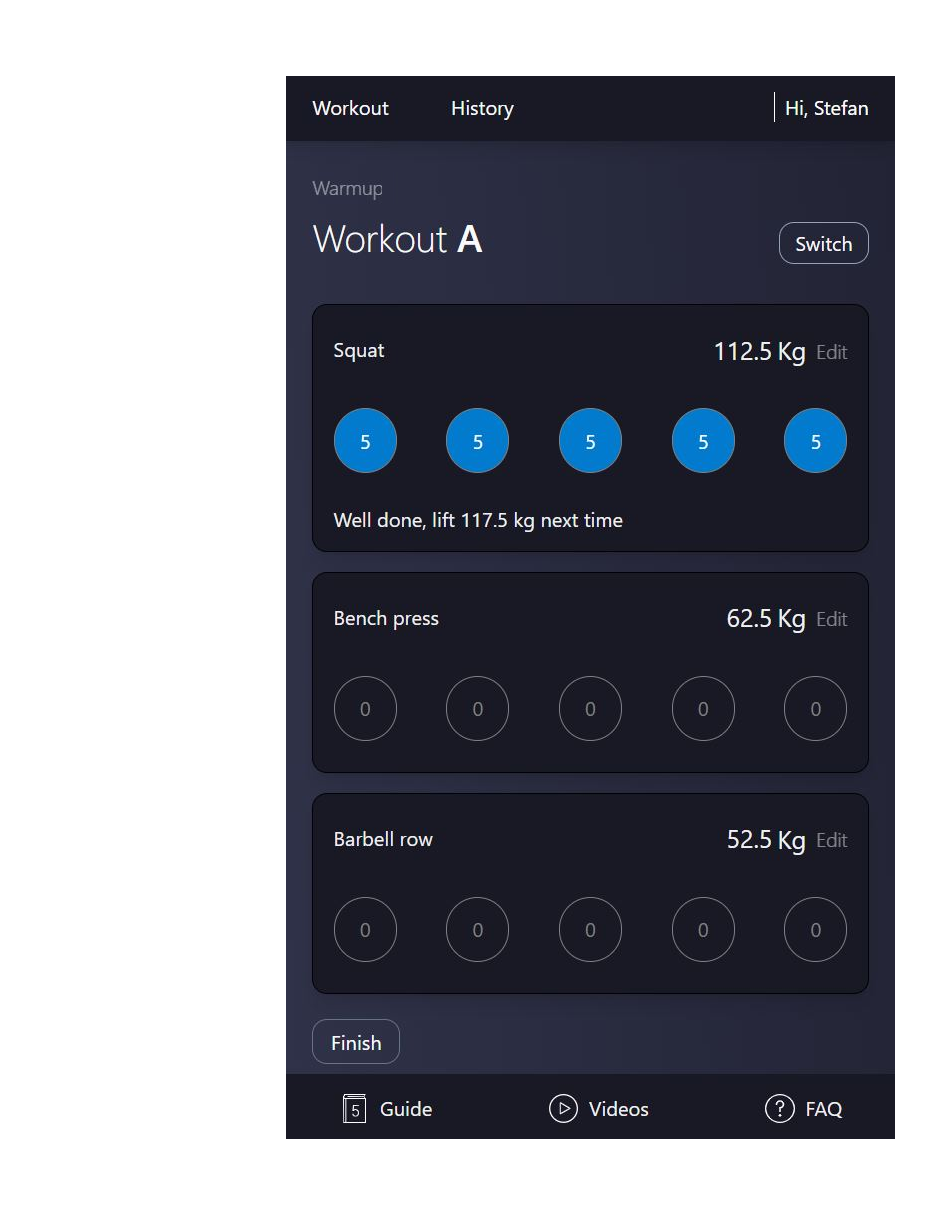 Workout History Hi, Stefan
Warmup
Workout A
Switch
Squat 112.5 Kg Edit
5 5 5 5 5
Well done, lift 117.5 kg next time
Bench press 62.5 Kg Edit
0 0 0 0 0
Barbell row 52.5 Kg Edit
0 0 0 0 0
Finish
5 Guide Videos ? FAQ